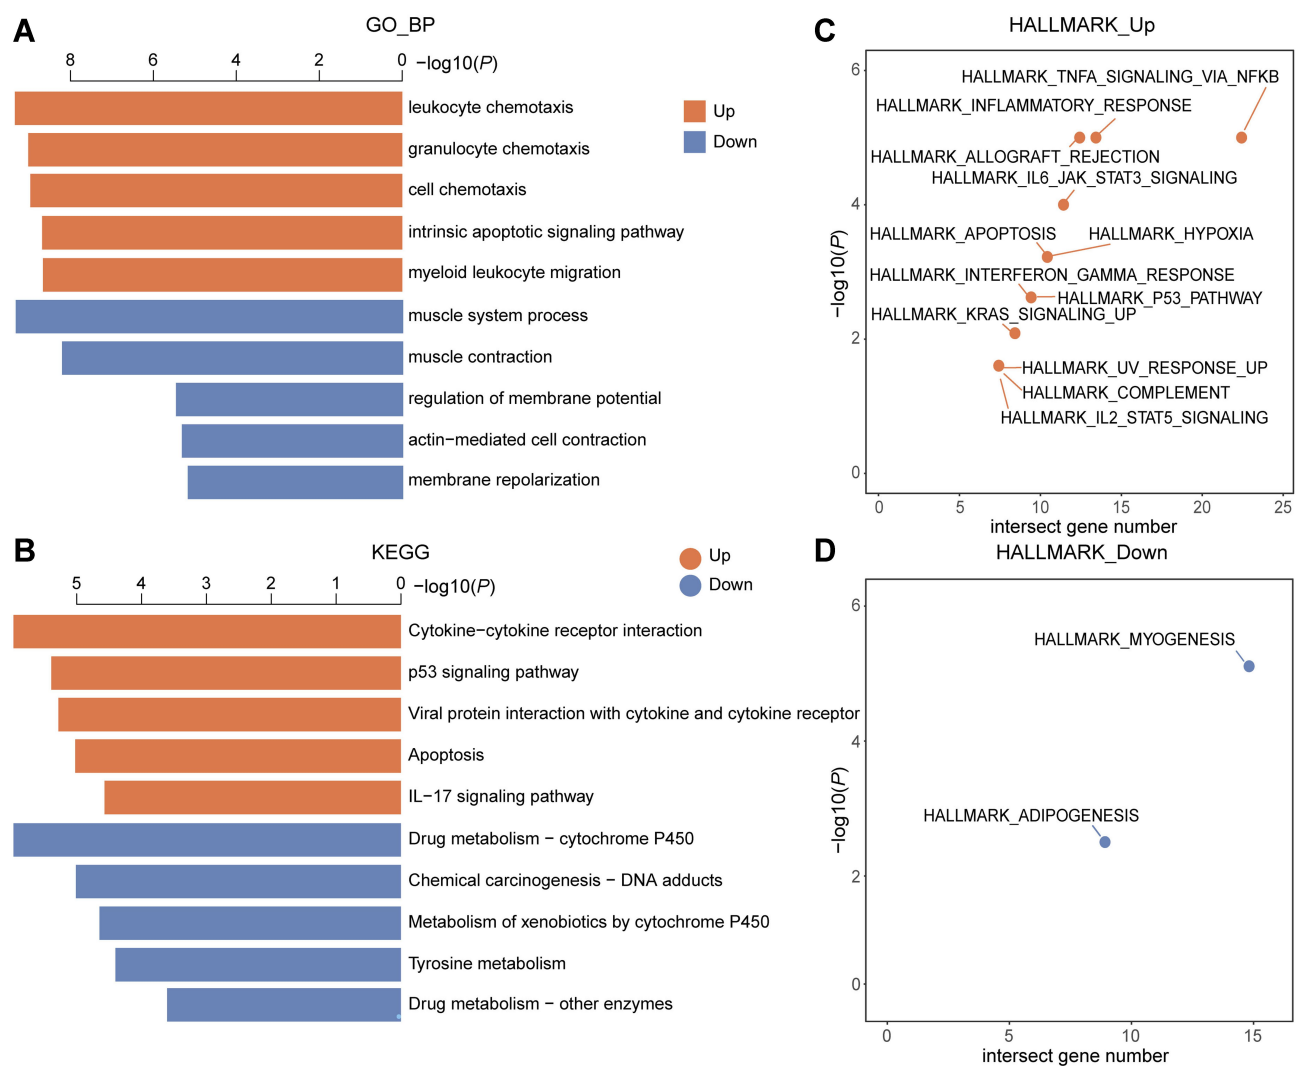 A
GO_BP
8 6 4 2 0 −log10(P)
leukocyte chemotaxis
granulocyte chemotaxis
cell chemotaxis
intrinsic apoptotic signaling pathway
myeloid leukocyte migration
muscle system process
muscle contraction
regulation of membrane potential
actin−mediated cell contraction
membrane repolarization
Up
Down
B
KEGG
5 4 3 2 1 0 −log10(P)
Cytokine−cytokine receptor interaction
p53 signaling pathway
Viral protein interaction with cytokine and cytokine receptor
Apoptosis
IL−17 signaling pathway
Drug metabolism − cytochrome P450
Chemical carcinogenesis − DNA adducts
Metabolism of xenobiotics by cytochrome P450
Tyrosine metabolism
Drug metabolism − other enzymes
Up
Down
C
HALLMARK_Up
−log10(P)
6
4
2
0
HALLMARK_TNFA_SIGNALING_VIA_NFKB
HALLMARK_INFLAMMATORY_RESPONSE
HALLMARK_ALLOGRAFT_REJECTION
HALLMARK_IL6_JAK_STAT3_SIGNALING
HALLMARK_APOPTOSIS HALLMARK_HYPOXIA
HALLMARK_INTERFERON_GAMMA_RESPONSE
HALLMARK_P53_PATHWAY
HALLMARK_KRAS_SIGNALING_UP
HALLMARK_UV_RESPONSE_UP
HALLMARK_COMPLEMENT
HALLMARK_IL2_STAT5_SIGNALING
0 5 10 15 20 25
intersect gene number
D
HALLMARK_Down
−log10(P)
6
4
2
0
HALLMARK_MYOGENESIS
HALLMARK_ADIPOGENESIS
0 5 10 15
intersect gene number